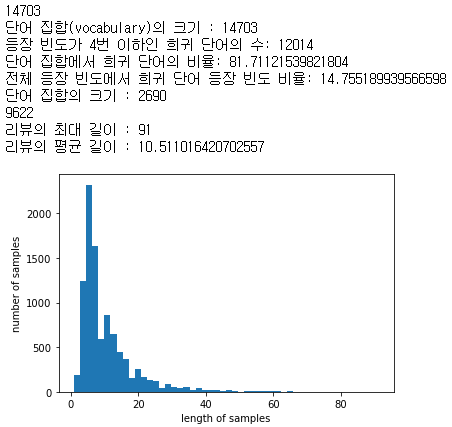 14703
단어 집합(vocabulary)의 크기 : 14703
등장 빈도가 4번 이하인 희귀 단어의 수: 12014
단어 집합에서 희귀 단어의 비율: 81.71121539821804
전체 등장 빈도에서 희귀 단어 등장 빈도 비율: 14.755189939566598
단어 집합의 크기 : 2690
9622
리뷰의 최대 길이 : 91
리뷰의 평균 길이 : 10.511016420702557
number of samples
2000
1500
1000
500
0
0 20 40 60 80
length of samples